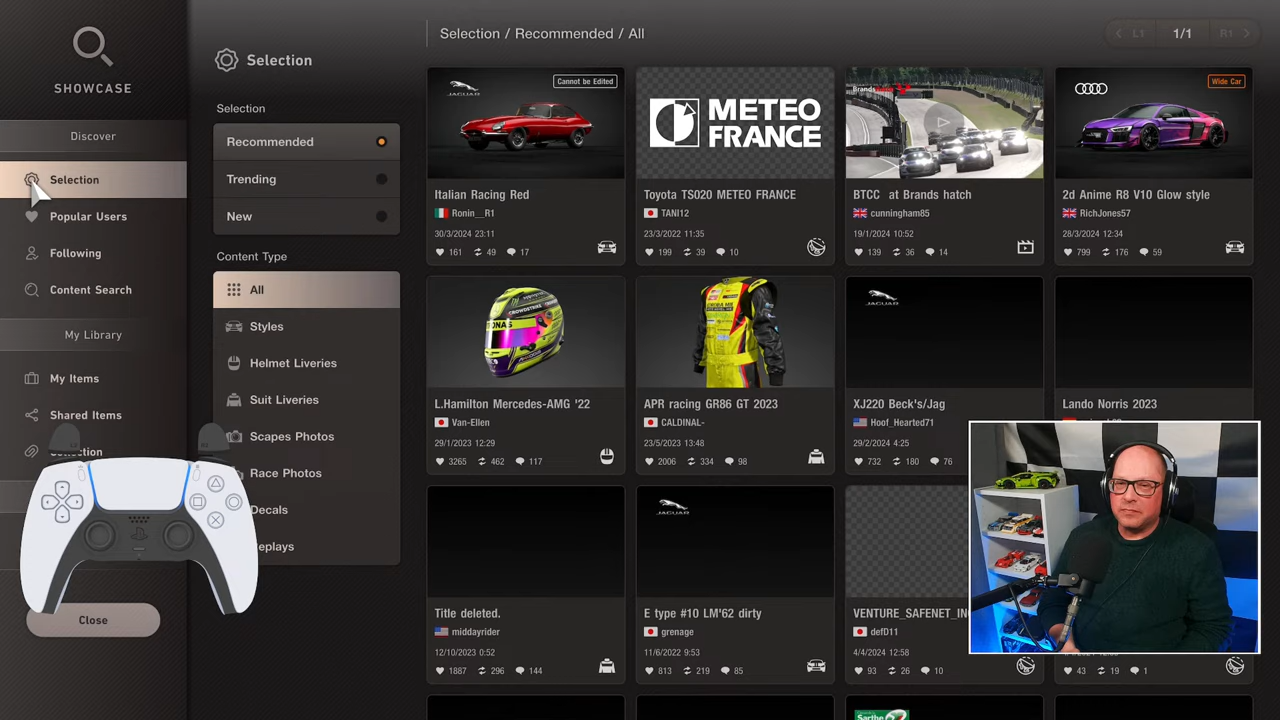 SHOWCASE
Discover
Selection
Popular Users
Following
Content Search
My Library
My Items
Shared Items
Close
Selection
Selection
Recommended
Trending
New
Content Type
All
Styles
Helmet Liveries
Suit Liveries
Scapes Photos
Race Photos
Decals
Selection / Recommended / All
L1 1/1 R1
JAGUAR
Cannot be Edited
Italian Racing Red
Ronin__R1
30/3/2024 23:11
161 49 17
METEO
FRANCE
Toyota TS020 METEO FRANCE
TANI12
23/3/2022 11:35
199 39 10
BTCC at Brands hatch
cunningham85
19/1/2024 10:52
139 36 14
Wide Car
2d Anime R8 V10 Glow style
RichJones57
28/3/2024 12:34
799 176 59
L.Hamilton Mercedes-AMG '22
Van-Ellen
29/1/2023 12:29
3265 462 117
APR racing GR86 GT 2023
CALDINAL-
23/5/2023 13:48
2006 334 98
JAGUAR
XJ220 Beck's/Jag
Hoof_Hearted71
29/2/2024 4:25
732 180 76
Lando Norris 2023
Title deleted.
middayrider
12/10/2023 0:52
1887 296 144
JAGUAR
E type #10 LM'62 dirty
grenage
11/6/2022 9:53
813 219 85
defD11
4/4/2024 12:58
93 26 10
43 19 1